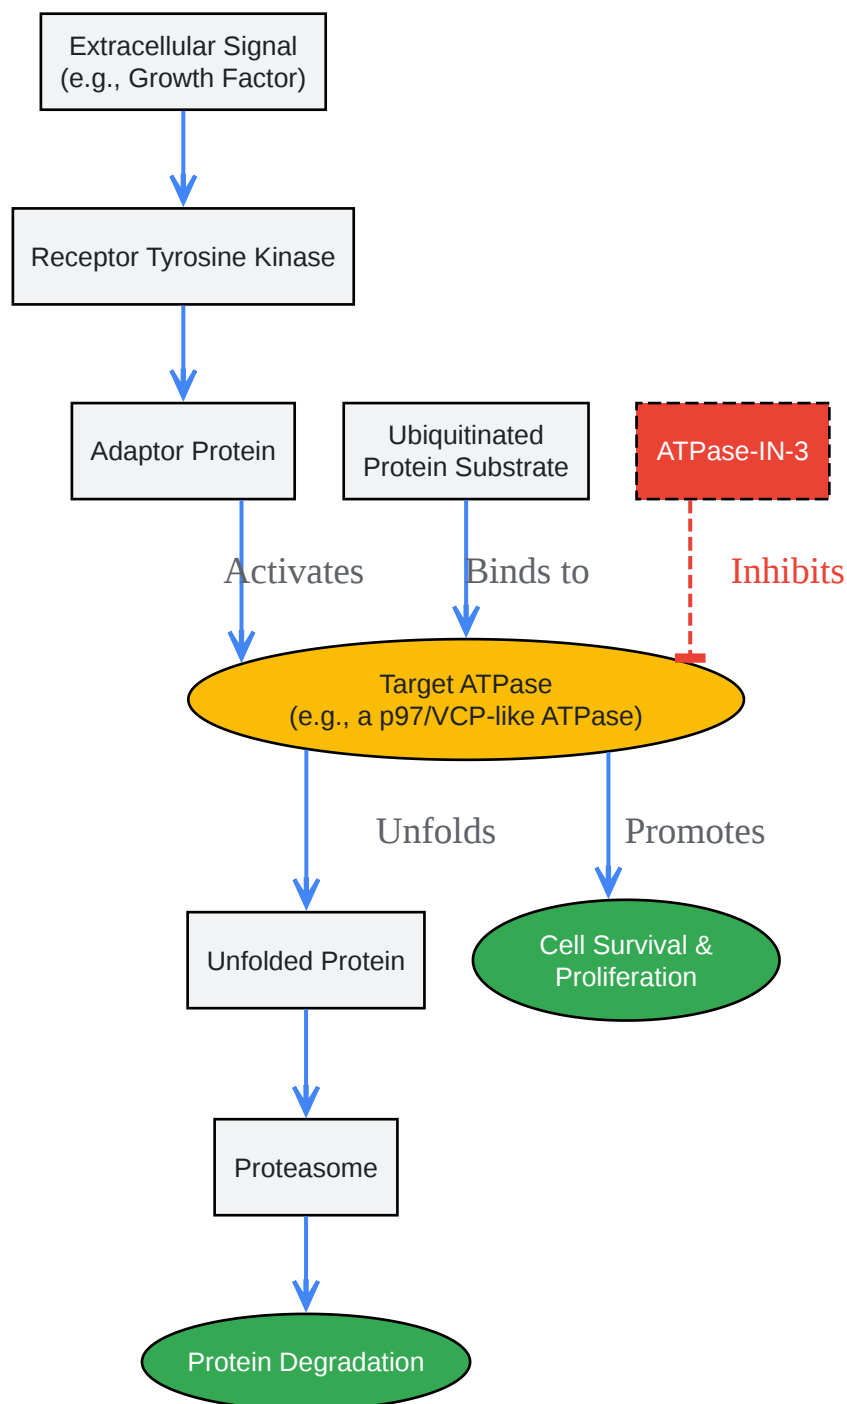 Extracellular Signal
(e.g., Growth Factor)
Receptor Tyrosine Kinase
Adaptor Protein
Ubiquitinated
Protein Substrate
ATPase-IN-3
Activates
Binds to
Inhibits
Target ATPase
(e.g., a p97/VCP-like ATPase)
Unfolds
Promotes
Unfolded Protein
Cell Survival &
Proliferation
Proteasome
Protein Degradation